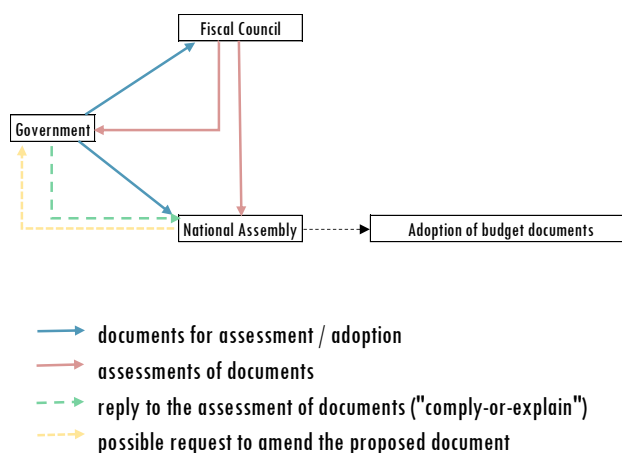 Fiscal Council
Government
National Assembly
Adoption of budget documents
documents for assessment / adoption
assessments of documents
reply to the assessment of documents ("comply-or-explain")
possible request to amend the proposed document